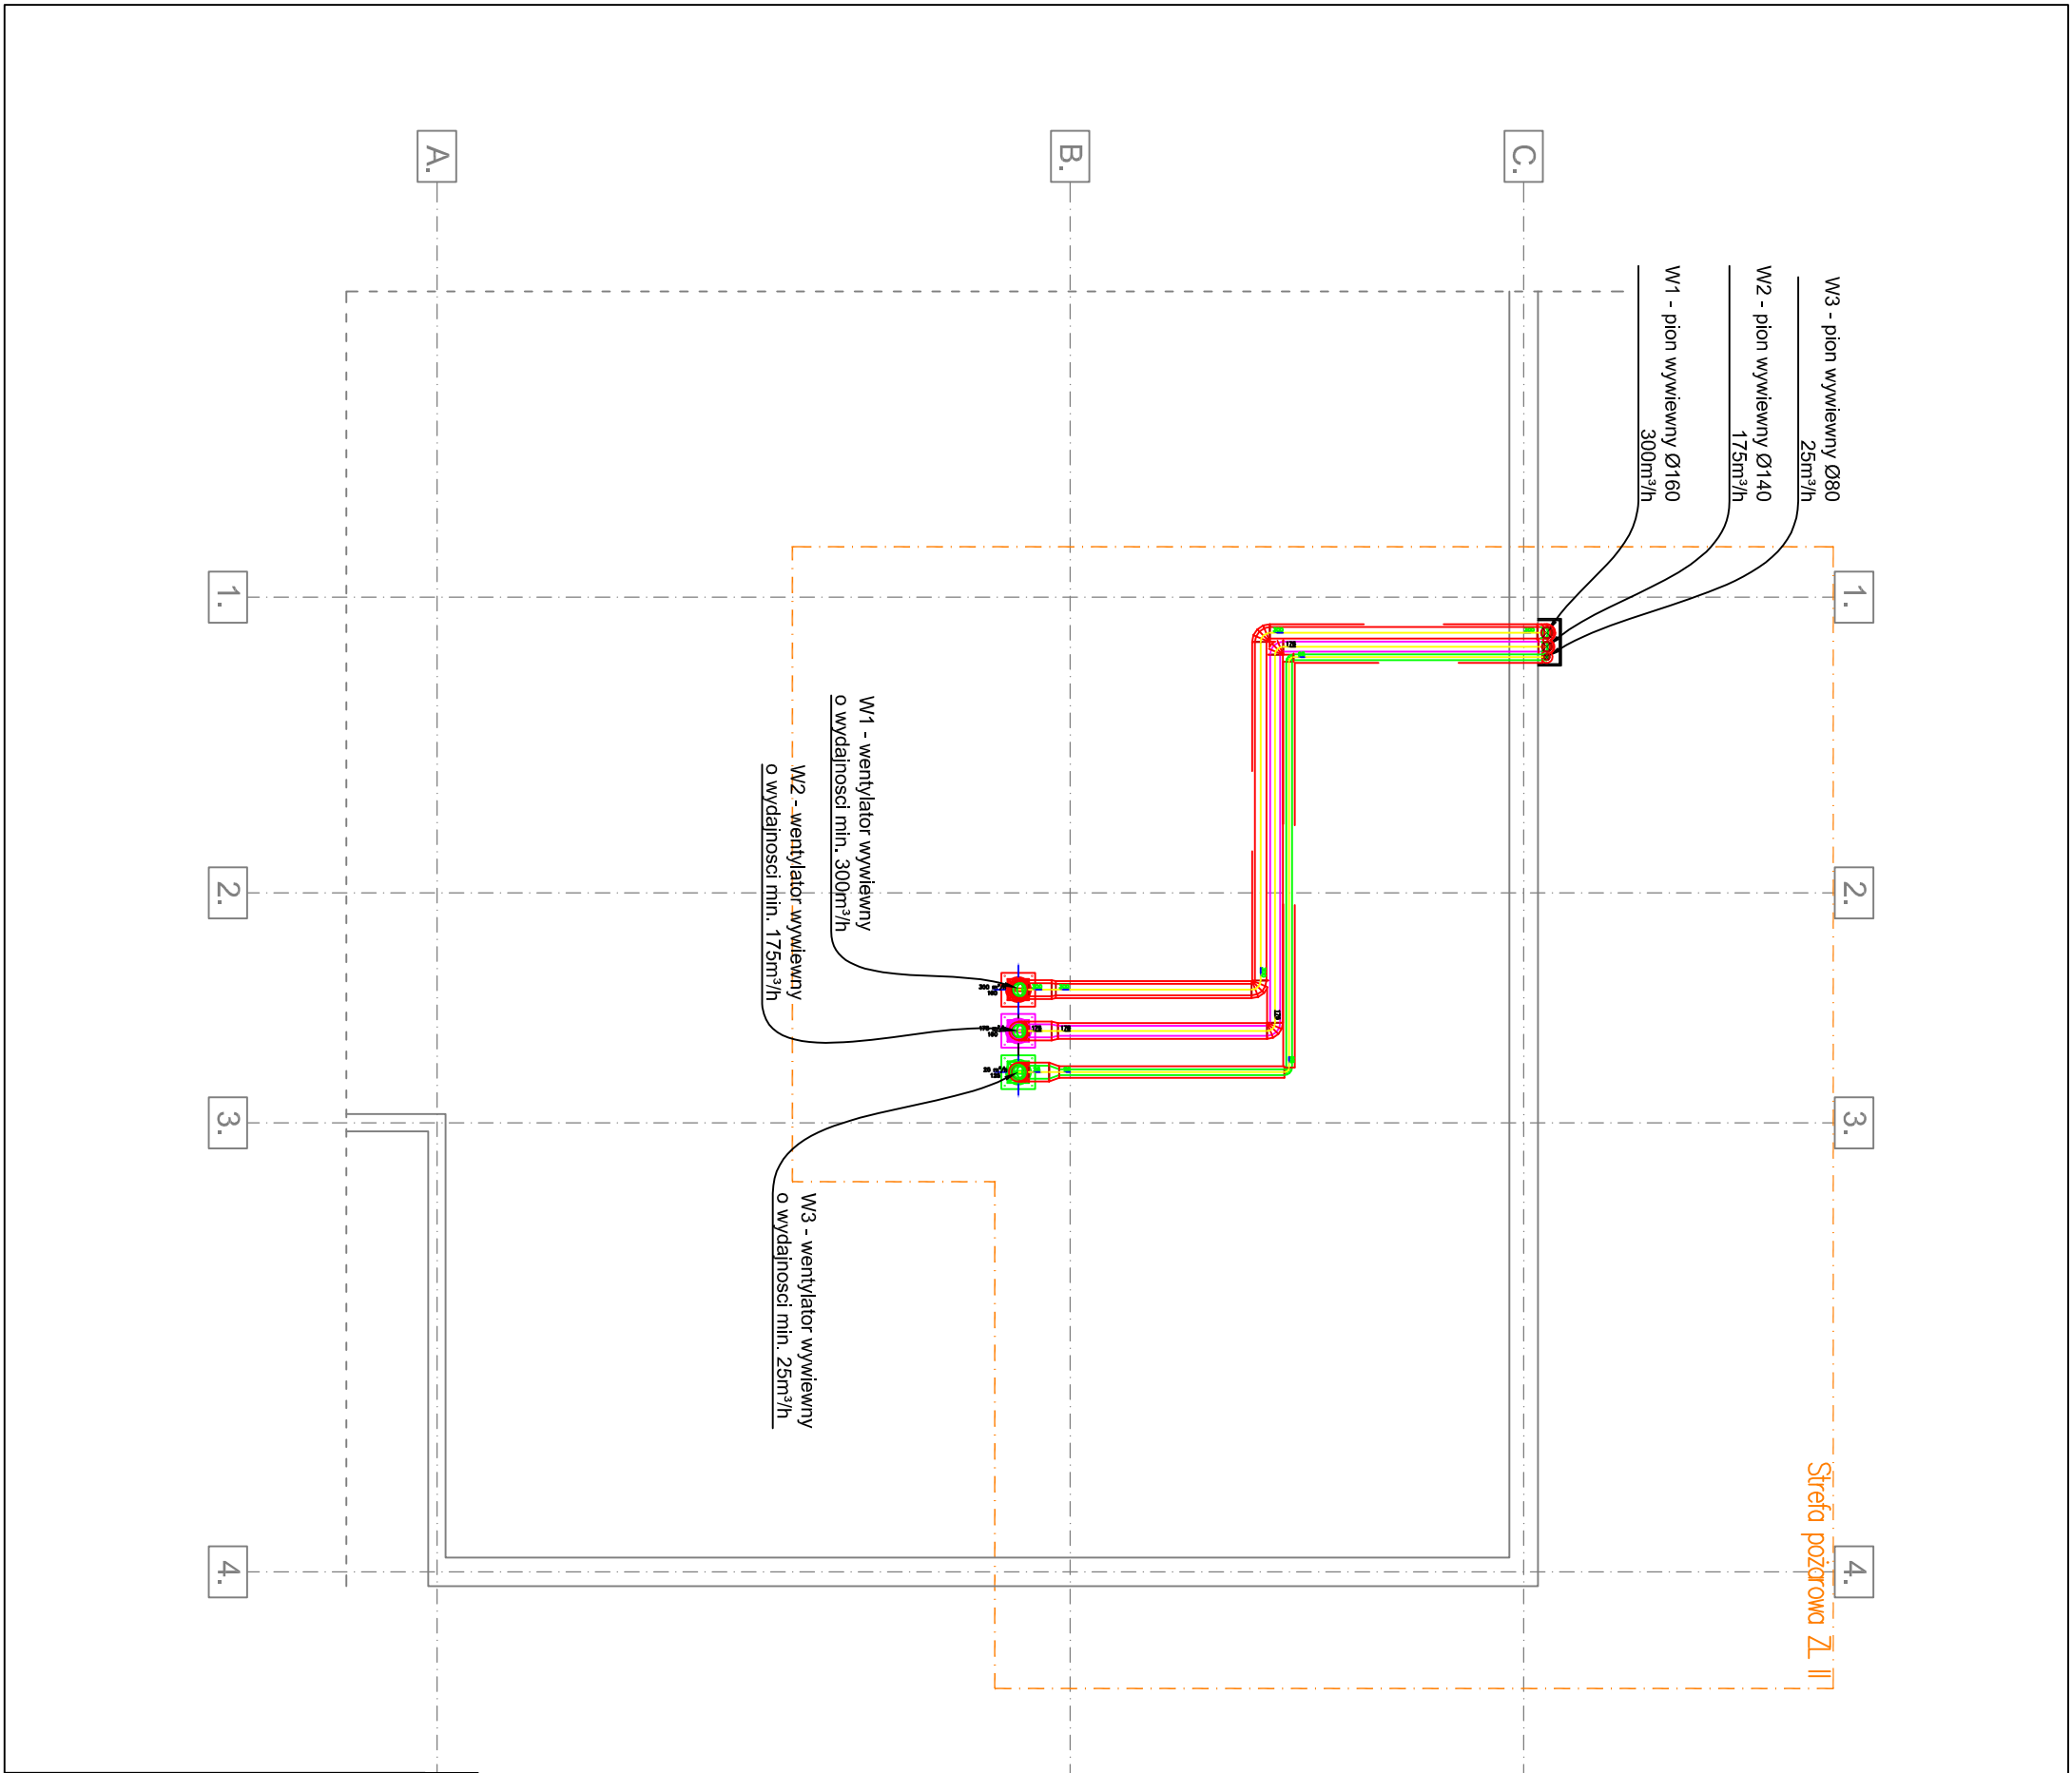 A.
B.
C.
W3 - pion wywiewny Ø80
25m³/h
W2 - pion wywiewny Ø140
175m³/h
W1 - pion wywiewny Ø160
300m³/h
1.
1.
2.
2.
3.
3.
4.
4.
W1 - wentylator wywiewny
o wydajnosci min. 300m³/h
W2 - wentylator wywiewny
o wydajnosci min. 175m³/h
W3 - wentylator wywiewny
o wydajnosci min. 25m³/h
Strefa pożarowa ZL II